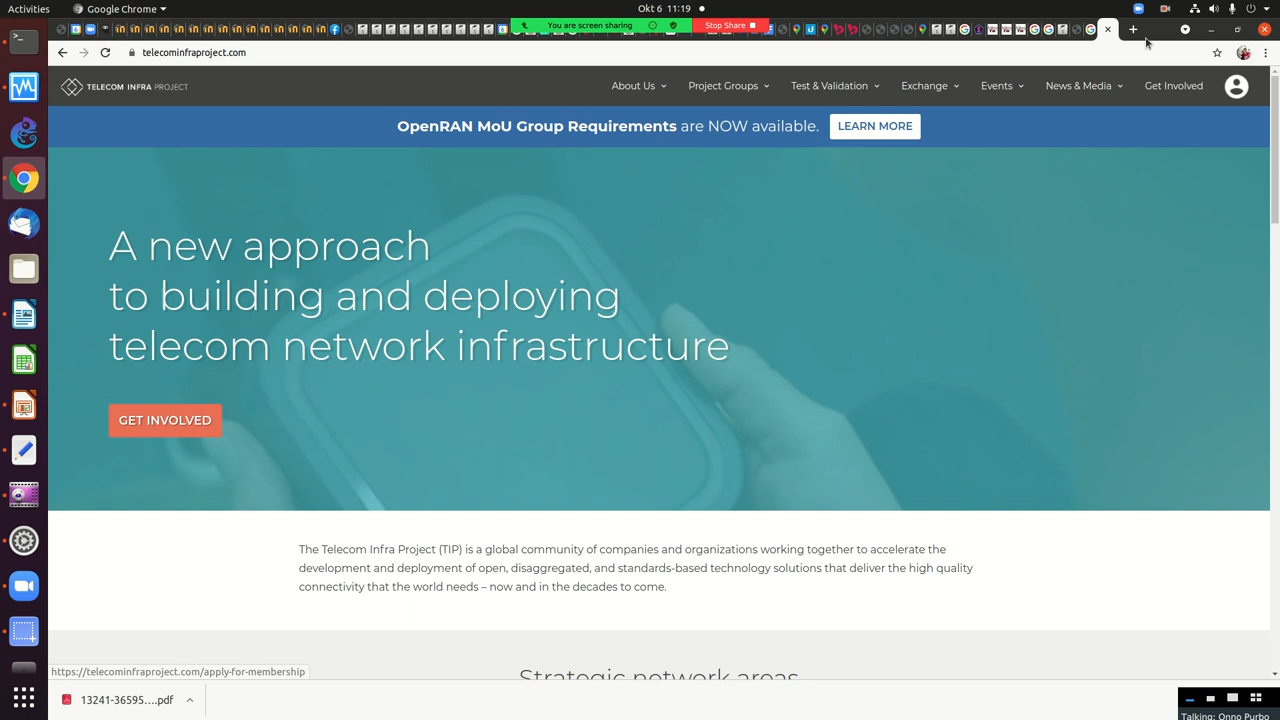 Google Chrome
Okt 6 11:19
You are screen sharing
Stop Share
telecominfraproject.com
TELECOM INFRA PROJECT
About Us
Project Groups
Test & Validation
Exchange
Events
News & Media
Get Involved
OpenRAN MoU Group Requirements are NOW available.
LEARN MORE
A new approach
to building and deploying
telecom network infrastructure
GET INVOLVED
The Telecom Infra Project (TIP) is a global community of companies and organizations working together to accelerate the
development and deployment of open, disaggregated, and standards-based technology solutions that deliver the high quality
connectivity that the world needs – now and in the decades to come.
Strategic network areas
https://telecominfraproject.com/apply-for-membership
13241-36595....pdf
Talking: Onno Purbo